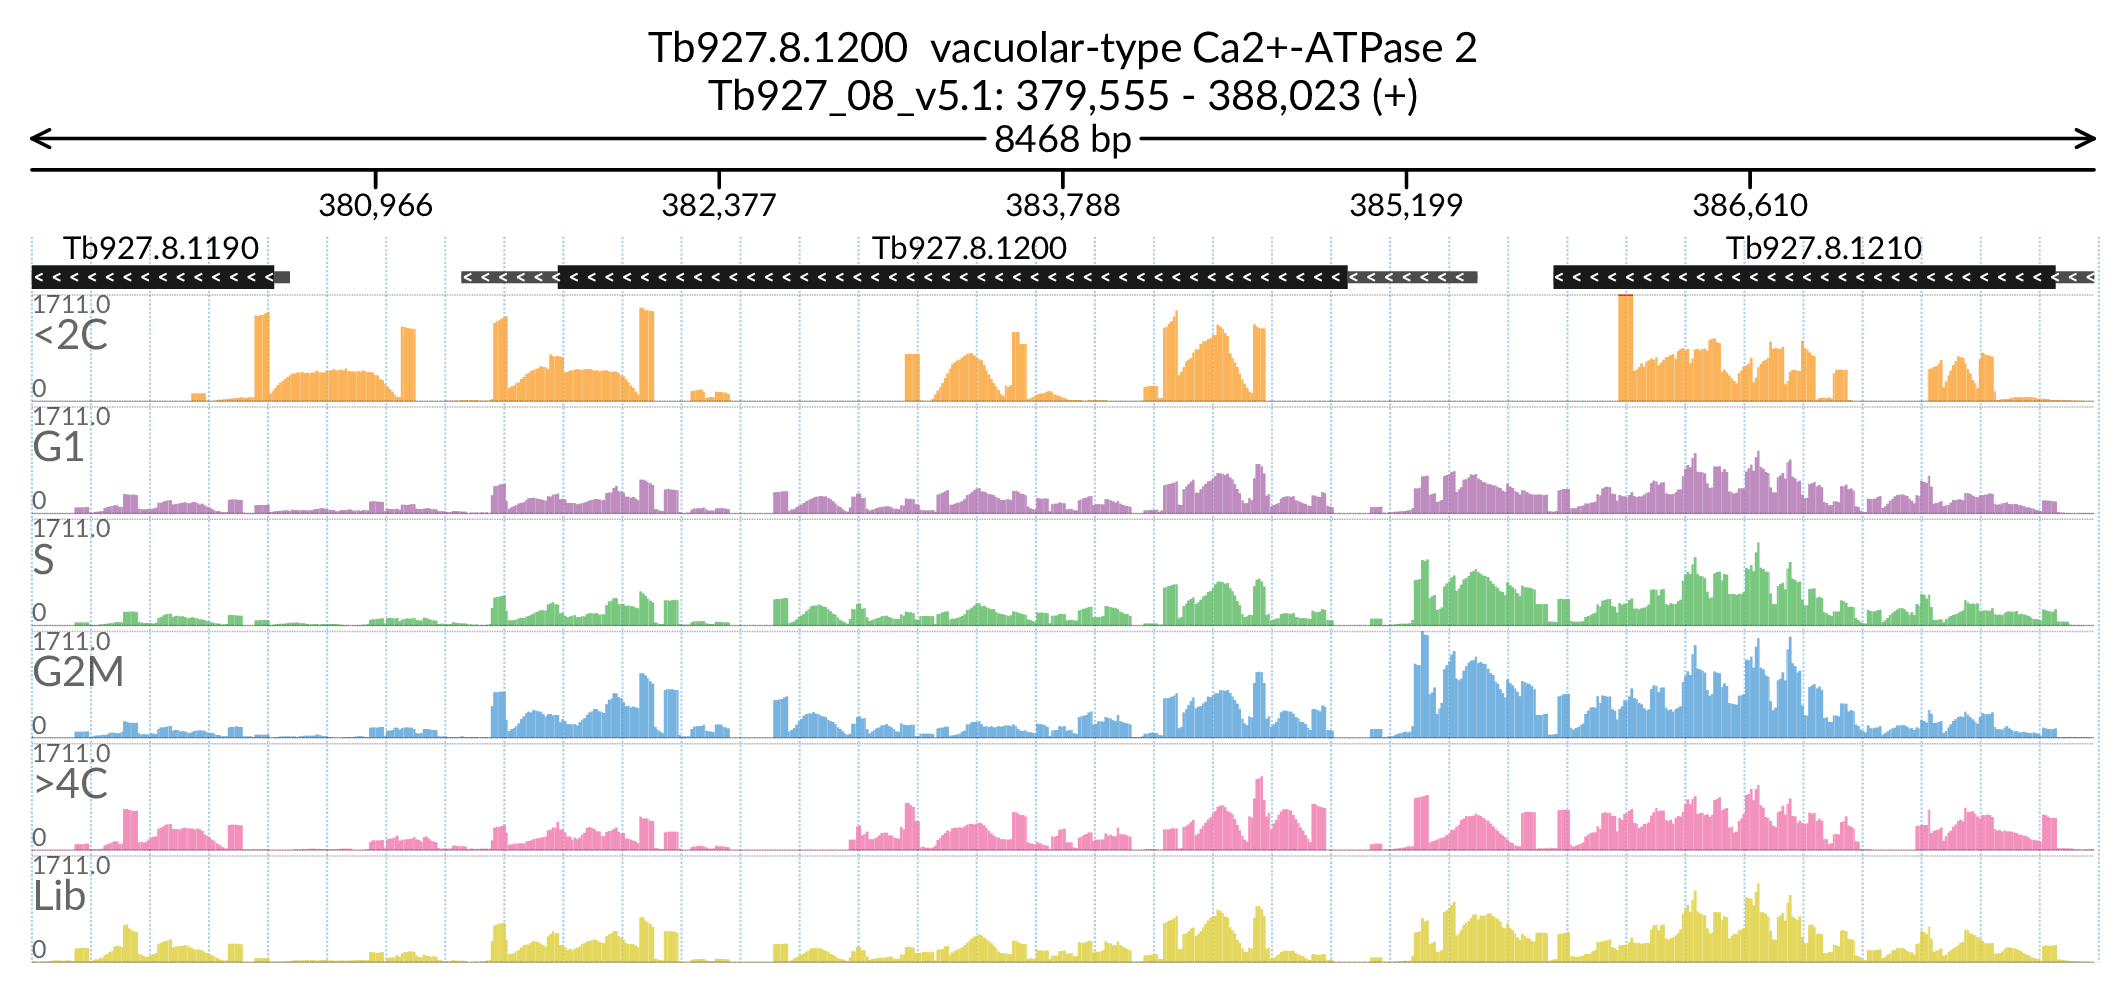 Tb927.8.1200  vacuolar-type Ca2+-ATPase 2
Tb927_08_v5.1: 379,555 - 388,023 (+)
8468 bp
380,966 382,377 383,788 385,199 386,610
Tb927.8.1190 Tb927.8.1200 Tb927.8.1210
1711.0
<2C
0
1711.0
G1
0
1711.0
S
0
1711.0
G2M
0
1711.0
>4C
0
1711.0
Lib
0